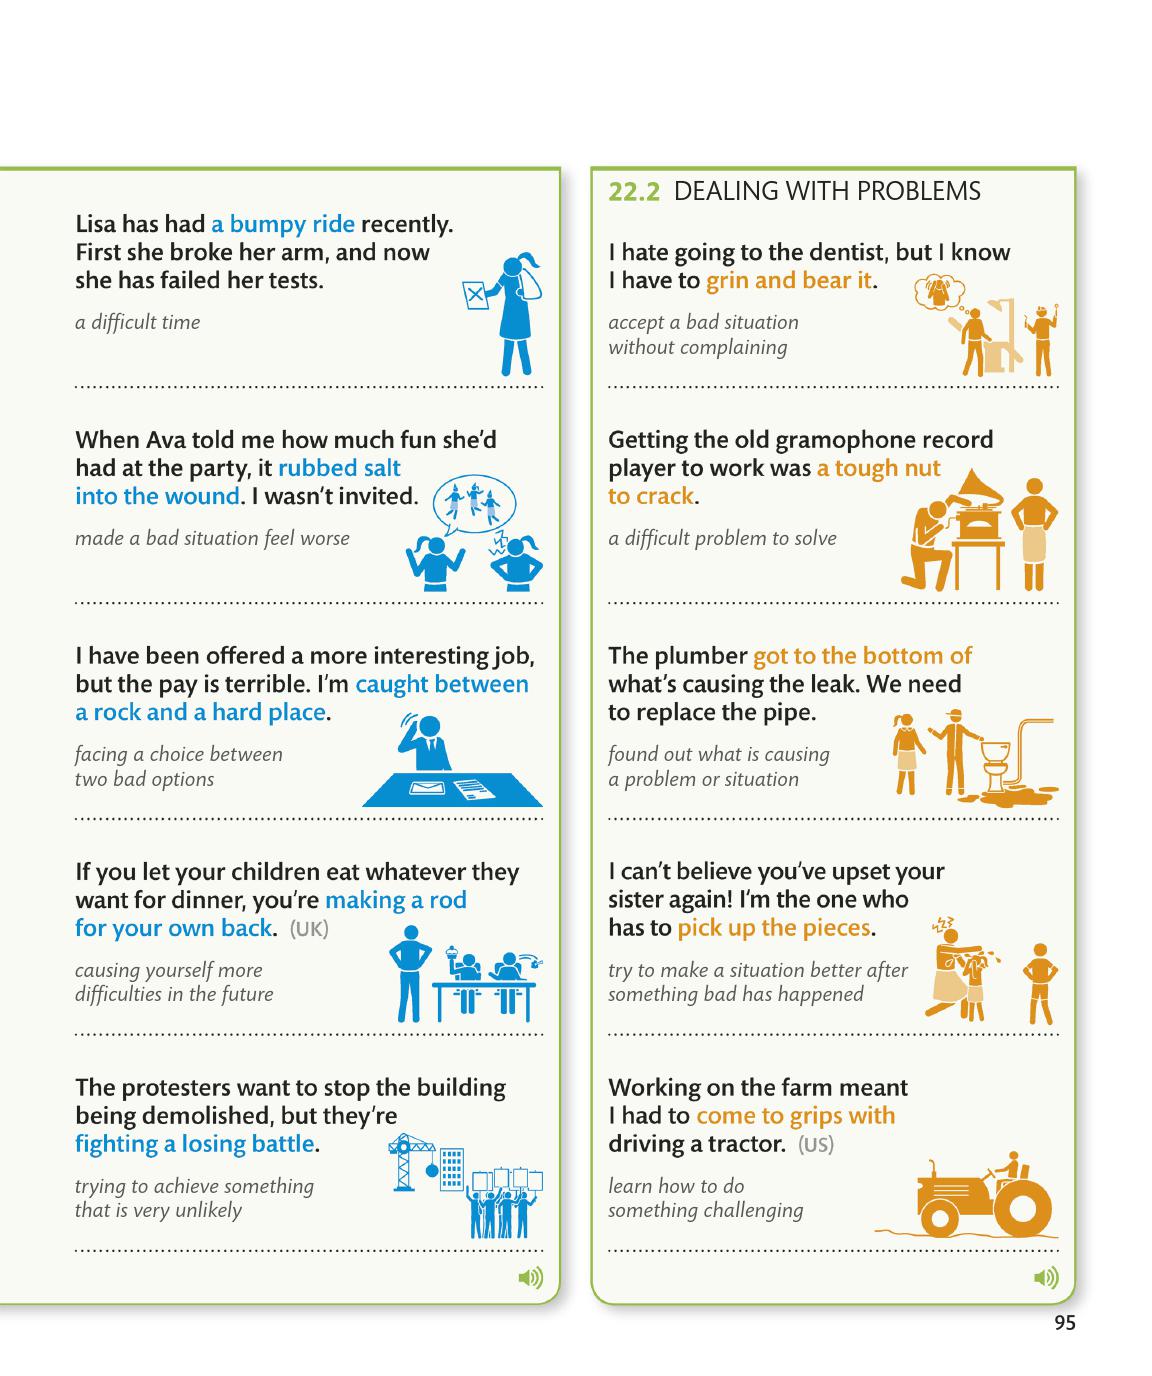 Lisa has had a bumpy ride recently.
First she broke her arm, and now
she has failed her tests.
a difficult time
When Ava told me how much fun she'd
had at the party, it rubbed salt
into the wound. I wasn't invited.
made a bad situation feel worse
I have been offered a more interesting job,
but the pay is terrible. I'm caught between
a rock and a hard place.
facing a choice between
two bad options
If you let your children eat whatever they
want for dinner, you're making a rod
for your own back. (UK)
causing yourself more
difficulties in the future
The protesters want to stop the building
being demolished, but they're
fighting a losing battle.
trying to achieve something
that is very unlikely
22.2 DEALING WITH PROBLEMS
I hate going to the dentist, but I know
I have to grin and bear it.
accept a bad situation
without complaining
Getting the old gramophone record
player to work was a tough nut
to crack.
a difficult problem to solve
The plumber got to the bottom of
what's causing the leak. We need
to replace the pipe.
found out what is causing
a problem or situation
I can't believe you've upset your
sister again! I'm the one who
has to pick up the pieces.
try to make a situation better after
something bad has happened
Working on the farm meant
I had to come to grips with
driving a tractor. (US)
learn how to do
something challenging
95